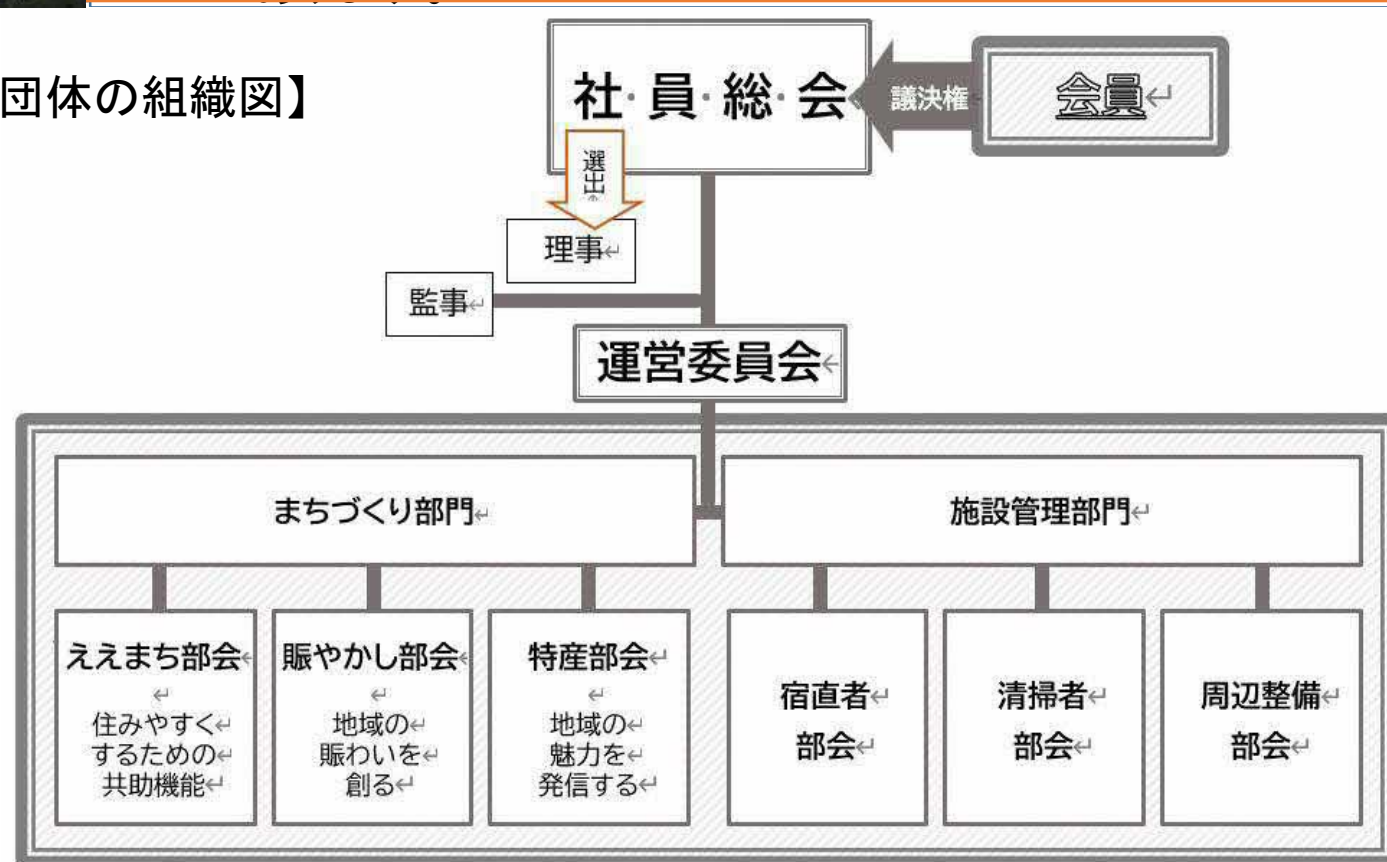 団体の組織図】
社・員・総・会
議決権
会員
選出
理事
監事
運営委員会
まちづくり部門
施設管理部門
ええまち部会
住みやすく
するための
共助機能
賑やかし部会
地域の
賑わいを
創る
特産部会
地域の
魅力を
発信する
宿直者
部会
清掃者
部会
周辺整備
部会